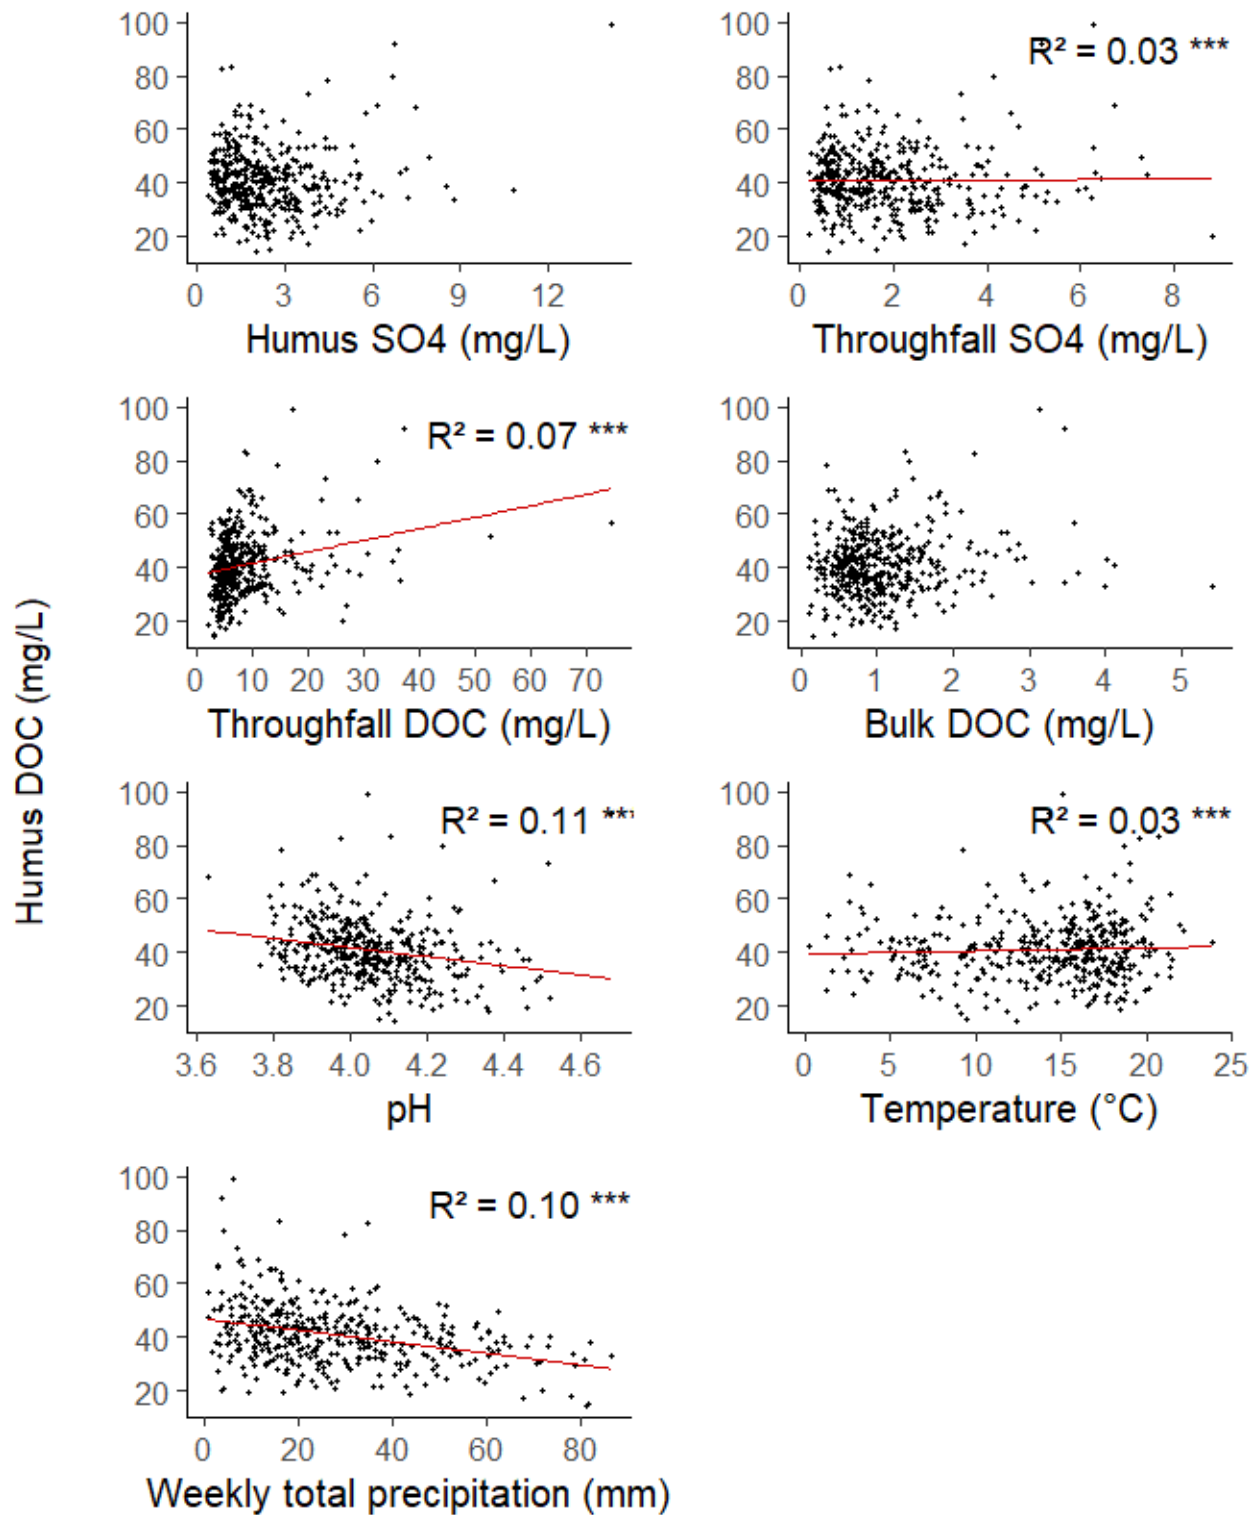 Humus DOC (mg/L)
100
80
60
40
20
0 3 6 9 12
Humus SO4 (mg/L)
R² = 0.03 ***
100
80
60
40
20
0 2 4 6 8
Throughfall SO4 (mg/L)
R² = 0.07 ***
100
80
60
40
20
0 10 20 30 40 50 60 70
Throughfall DOC (mg/L)
100
80
60
40
20
0 1 2 3 4 5
Bulk DOC (mg/L)
R² = 0.11 ***
100
80
60
40
20
3.6 3.8 4.0 4.2 4.4 4.6
pH
R² = 0.03 ***
100
80
60
40
20
0 5 10 15 20 25
Temperature (°C)
R² = 0.10 ***
100
80
60
40
20
0 20 40 60 80
Weekly total precipitation (mm)